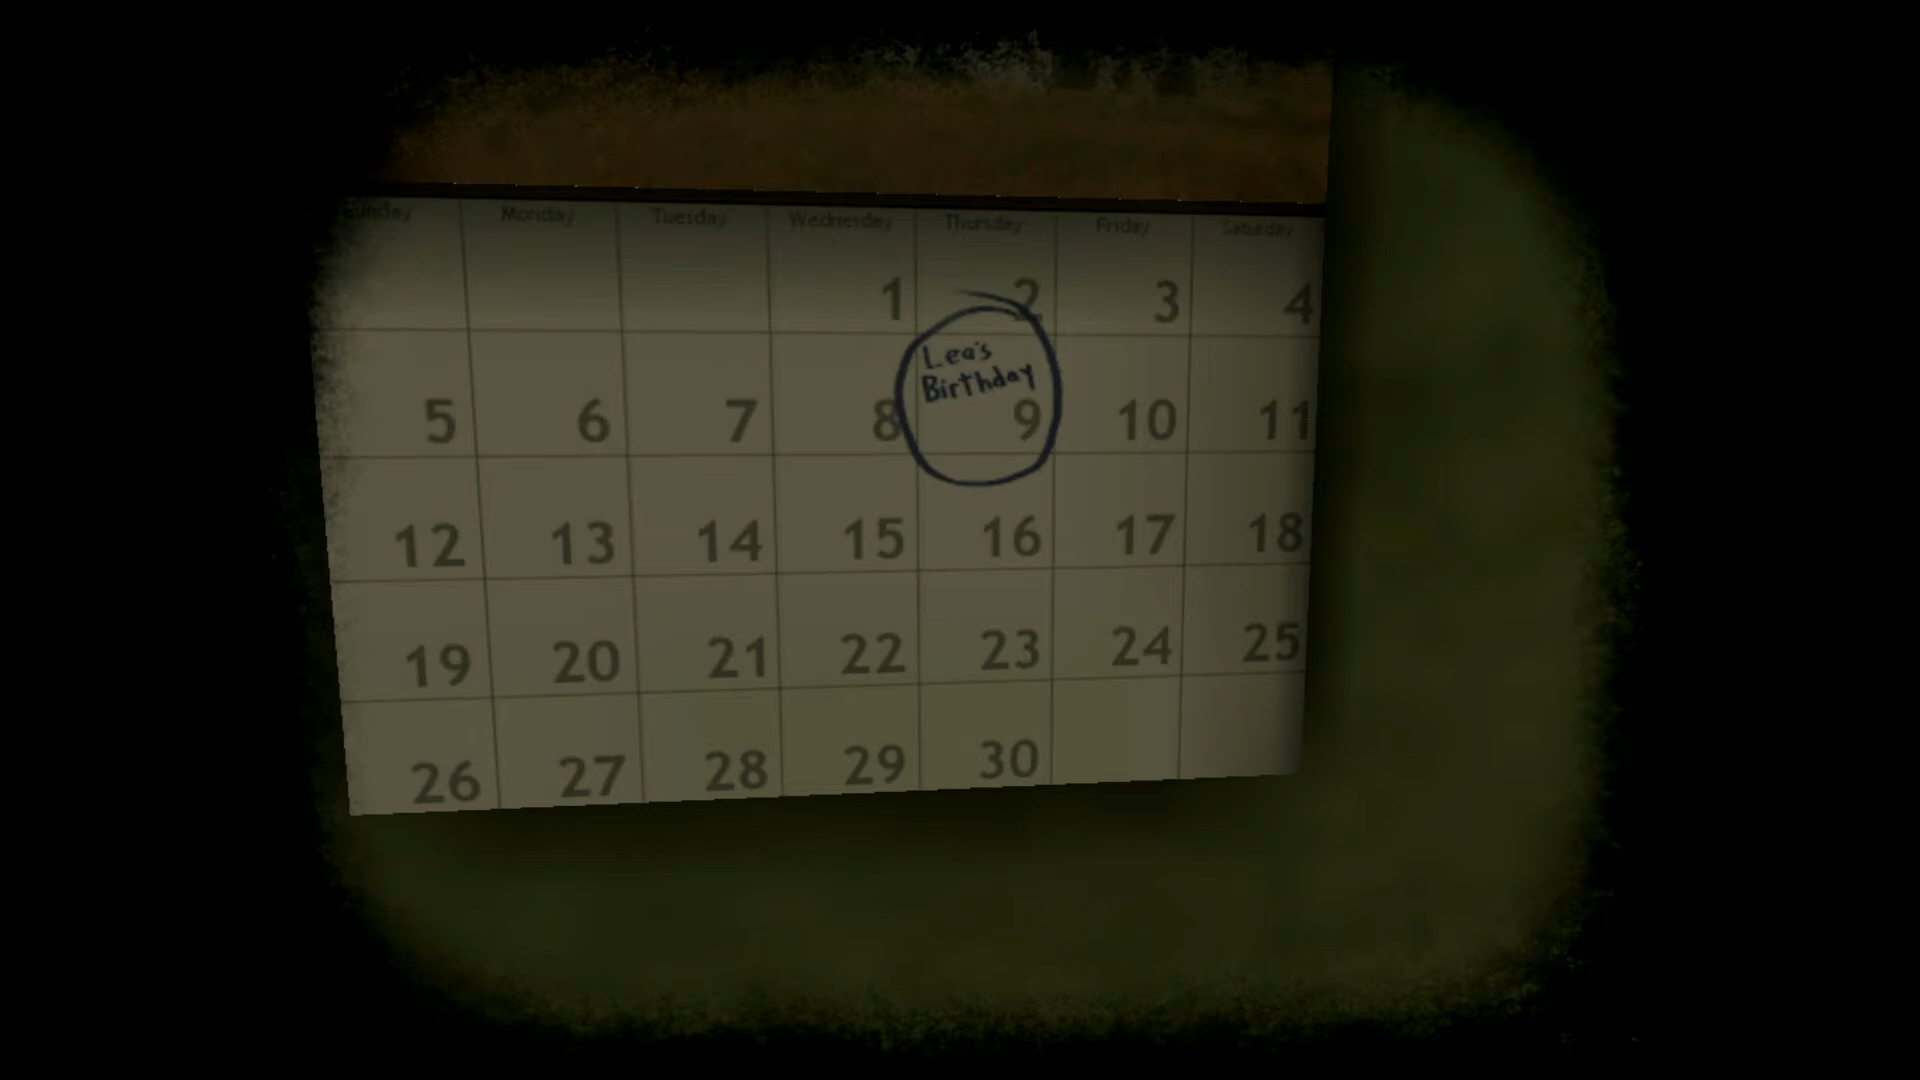 Sunday Monday Tuesday Wednesday Thursday Friday Saturday
1 2 3 4
Lea's
Birthday
5 6 7 8 9 10 11
12 13 14 15 16 17 18
19 20 21 22 23 24 25
26 27 28 29 30